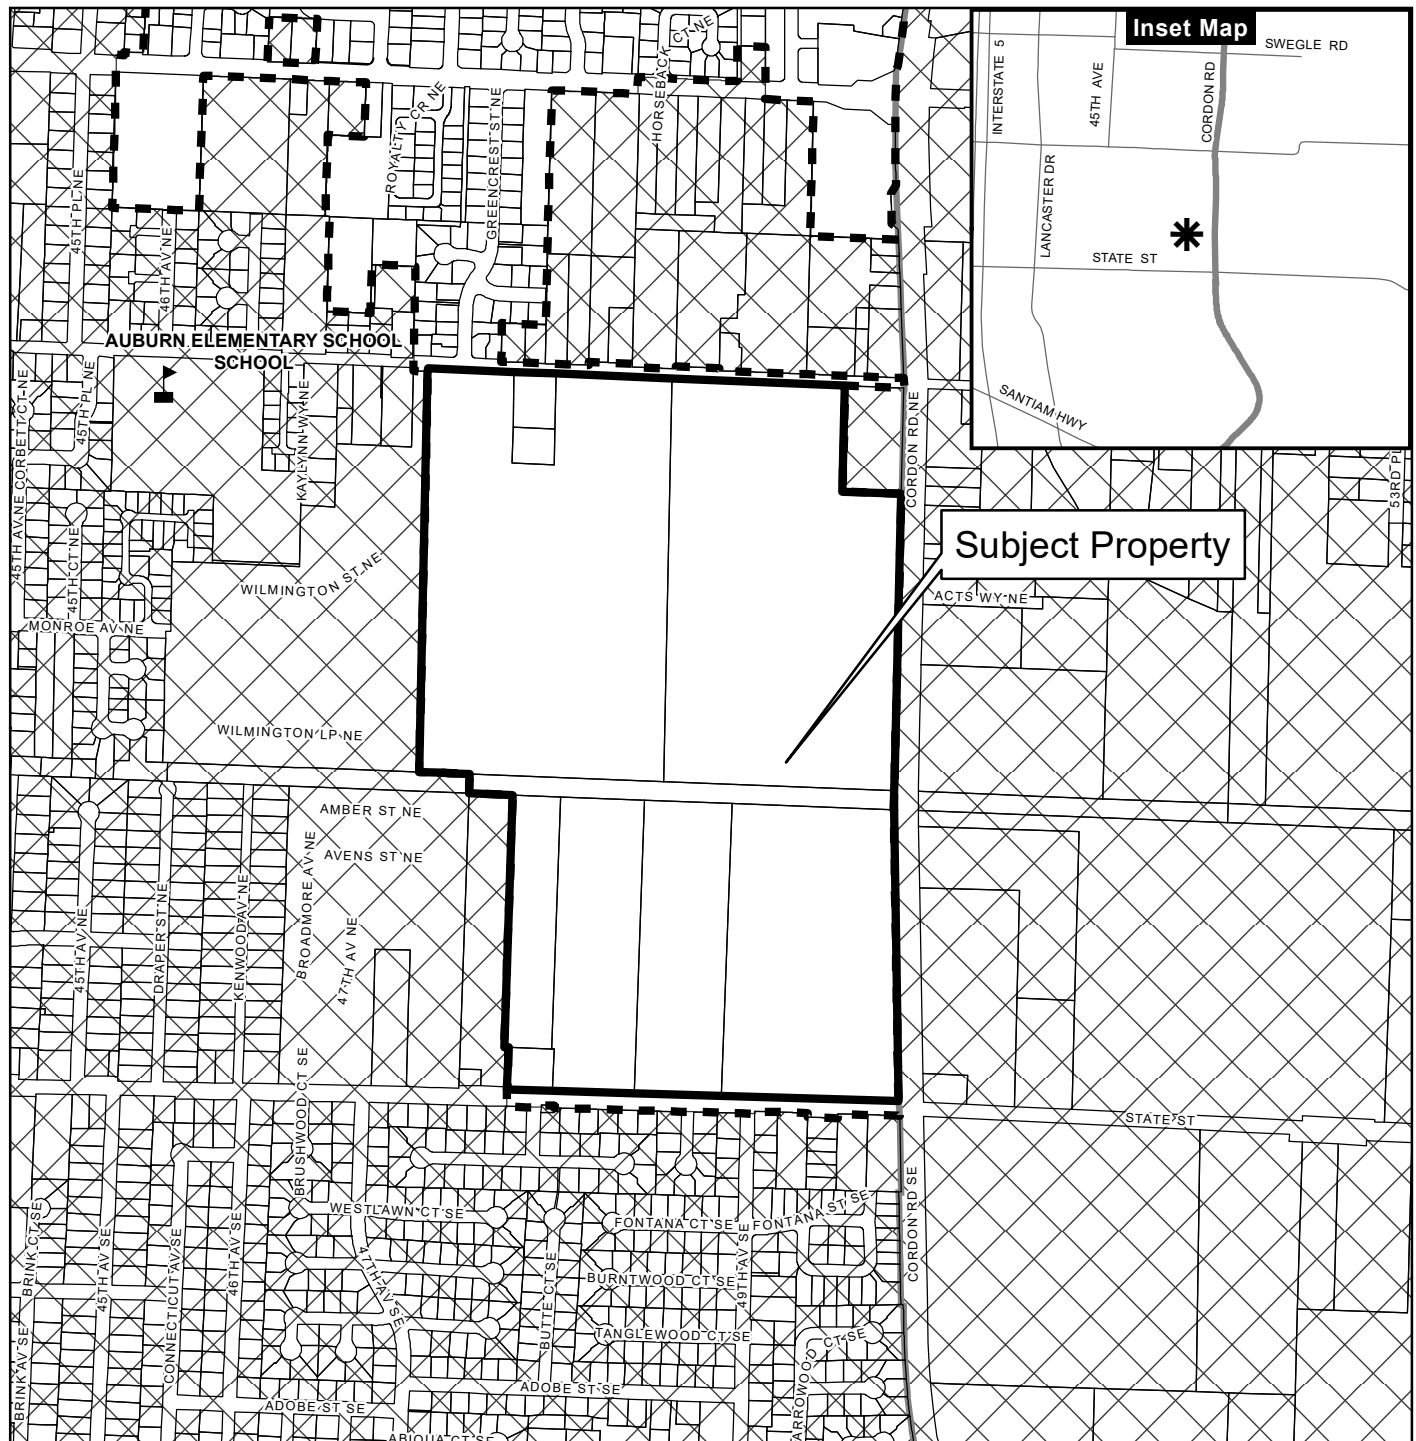 Inset Map
SWEGLE RD
INTERSTATE 5
45TH AVE
CORDON RD
LANCASTER DR
STATE ST
SANTIAM HWY
HORSEBACK CT NE
ROYALTY CR NE
GREENCREST ST NE
45TH PL NE
46TH AV NE
AUBURN ELEMENTARY SCHOOL
SCHOOL
45TH PL NE
CORBETT CT NE
45TH AV NE
KAYLYNN WY NE
CORDON RD NE
53RD PL
Subject Property
45TH CT NE
WILMINGTON ST NE
ACTS WY NE
MONROE AV NE
WILMINGTON LP NE
AMBER ST NE
AVENS ST NE
BROADMORE AV NE
45TH AV NE
DRAPER ST NE
KENWOOD AV NE
47TH AV NE
BRUSHWOOD CT SE
STATE ST
WESTLAWN CT SE
FONTANA CT SE
FONTANA ST SE
CORDON RD SE
BRINK CT SE
45TH AV SE
CONNECTICUT AV SE
46TH AV SE
47TH AV SE
BUTTE CT SE
BURNTWOOD CT SE
49TH AV SE
TANGLEWOOD CT SE
ARROWOOD CT SE
BRINK AV SE
ADOBE ST SE
ADOBE ST SE
ABIQUA CT SE